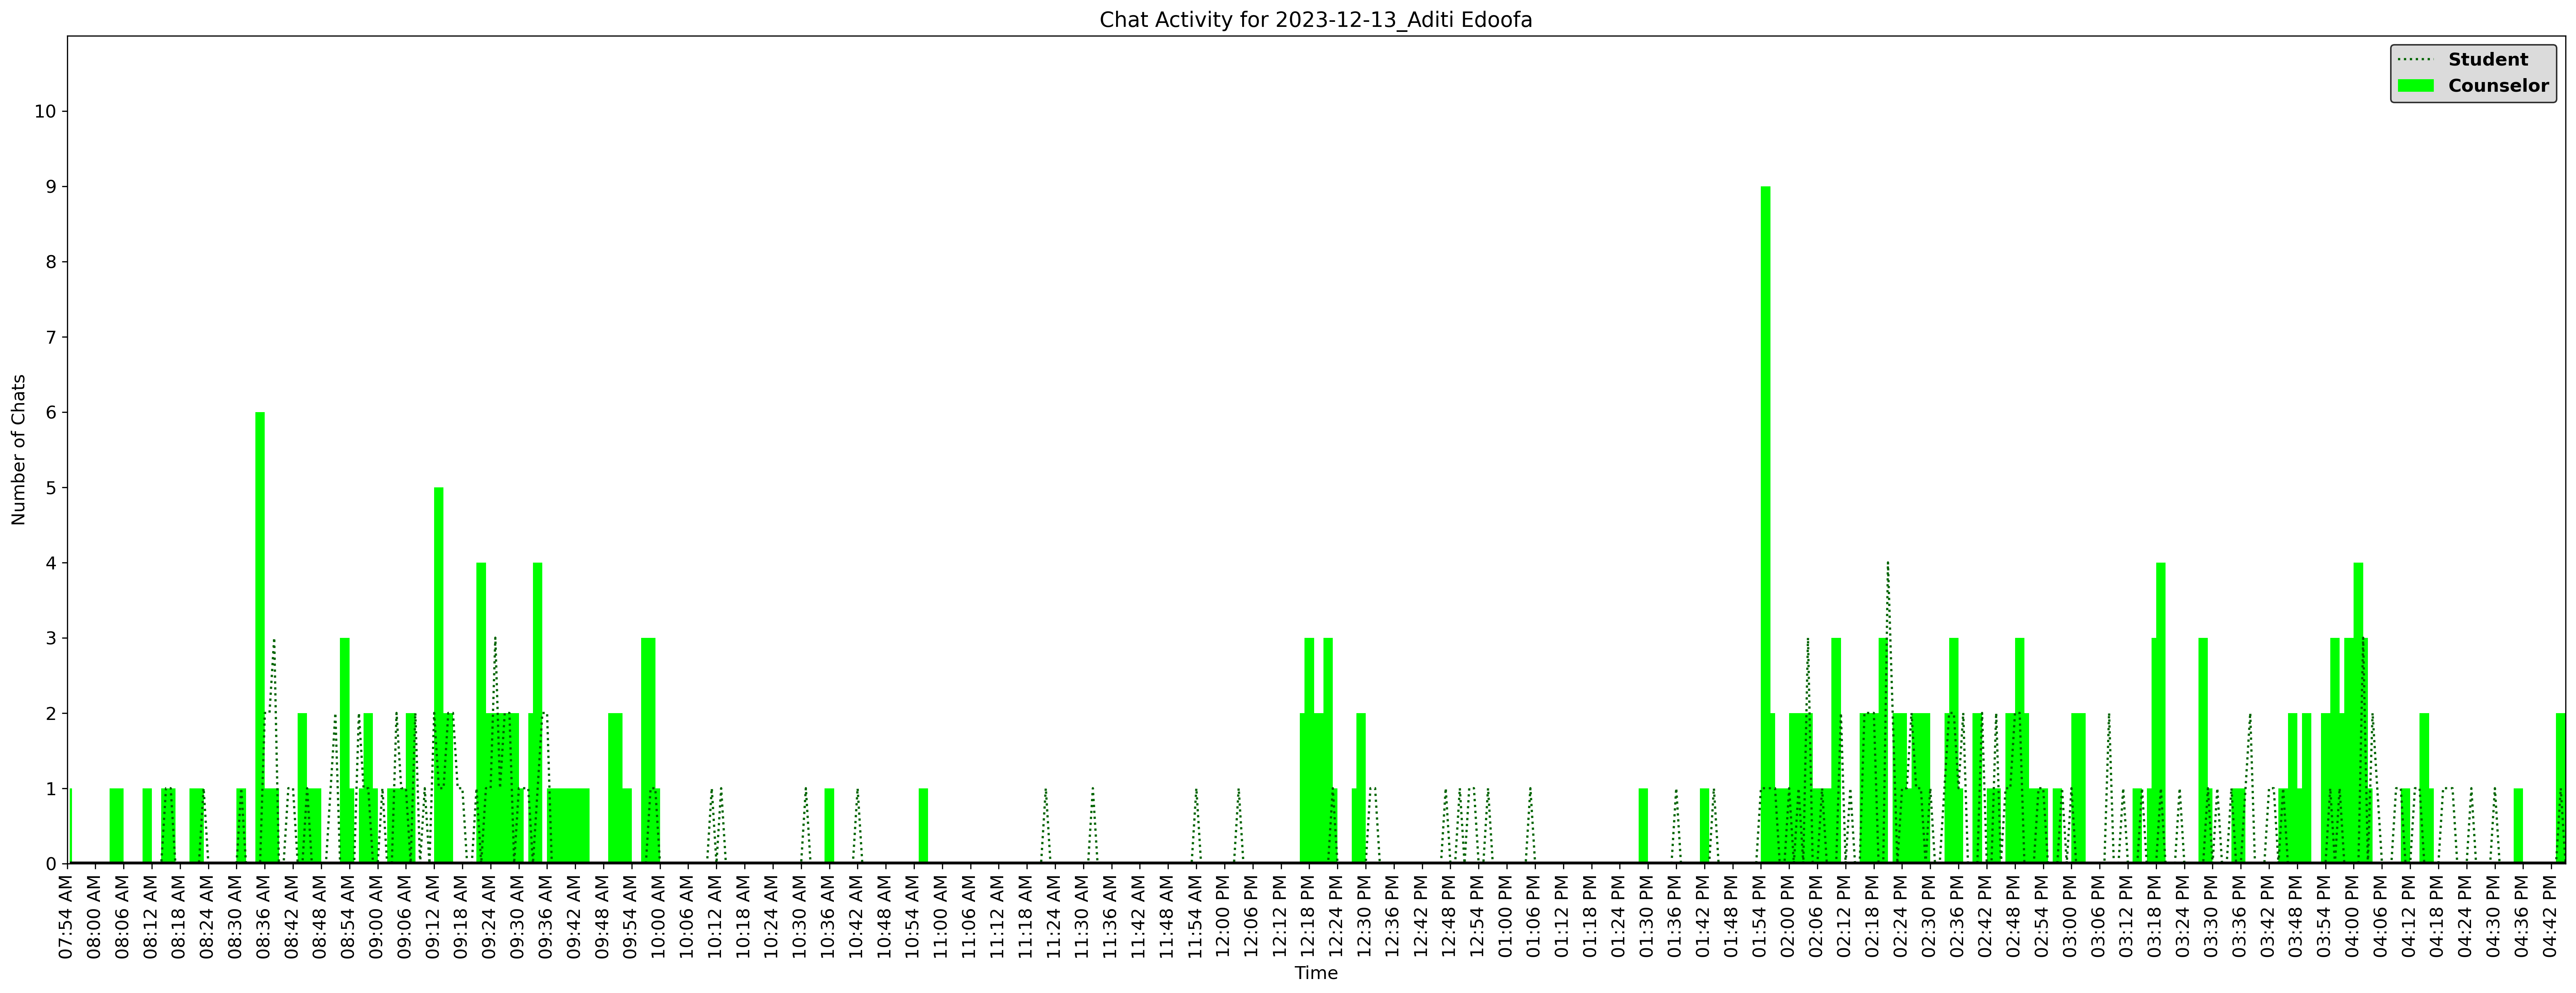 Chat Activity for 2023-12-13_Aditi Edoofa
Student
Counselor
Number of Chats
10
9
8
7
6
5
4
3
2
1
0
07:54 AM
08:00 AM
08:06 AM
08:12 AM
08:18 AM
08:24 AM
08:30 AM
08:36 AM
08:42 AM
08:48 AM
08:54 AM
09:00 AM
09:06 AM
09:12 AM
09:18 AM
09:24 AM
09:30 AM
09:36 AM
09:42 AM
09:48 AM
09:54 AM
10:00 AM
10:06 AM
10:12 AM
10:18 AM
10:24 AM
10:30 AM
10:36 AM
10:42 AM
10:48 AM
10:54 AM
11:00 AM
11:06 AM
11:12 AM
11:18 AM
11:24 AM
11:30 AM
11:36 AM
11:42 AM
11:48 AM
11:54 AM
12:00 PM
12:06 PM
12:12 PM
12:18 PM
12:24 PM
12:30 PM
12:36 PM
12:42 PM
12:48 PM
12:54 PM
01:00 PM
01:06 PM
01:12 PM
01:18 PM
01:24 PM
01:30 PM
01:36 PM
01:42 PM
01:48 PM
01:54 PM
02:00 PM
02:06 PM
02:12 PM
02:18 PM
02:24 PM
02:30 PM
02:36 PM
02:42 PM
02:48 PM
02:54 PM
03:00 PM
03:06 PM
03:12 PM
03:18 PM
03:24 PM
03:30 PM
03:36 PM
03:42 PM
03:48 PM
03:54 PM
04:00 PM
04:06 PM
04:12 PM
04:18 PM
04:24 PM
04:30 PM
04:36 PM
04:42 PM
Time